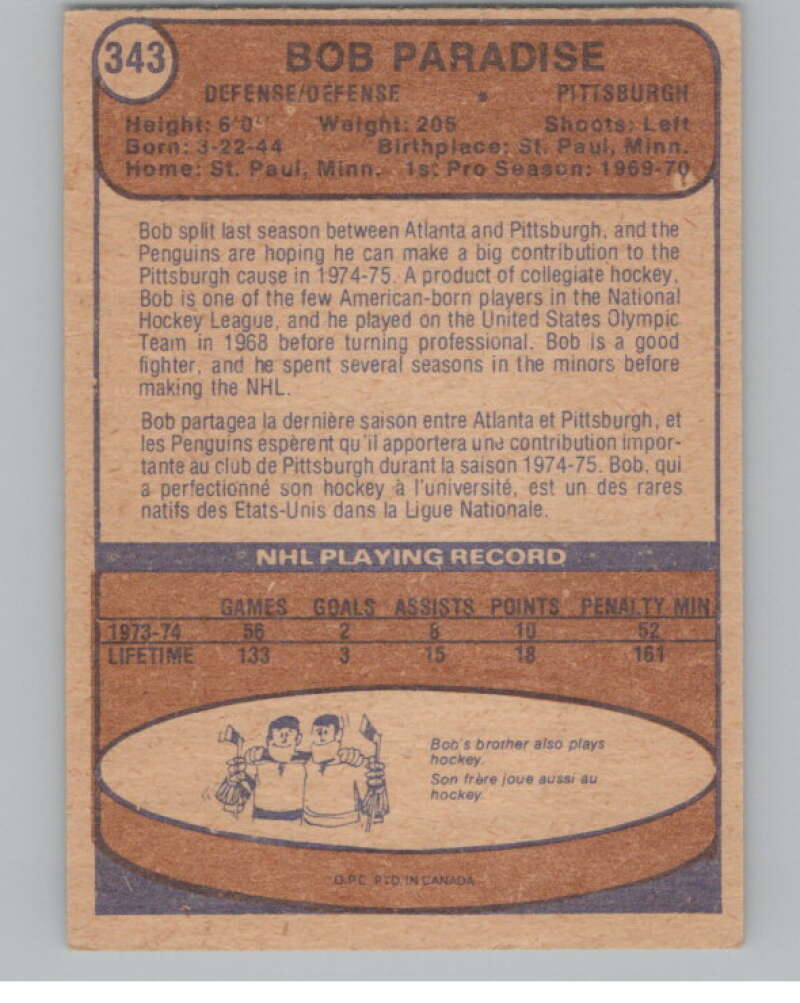 343
BOB PARADISE
DEFENSE/DEFENSE • PITTSBURGH
Height: 6'0" Weight: 205 Shoots: Left
Born: 3-22-44 Birthplace: St. Paul, Minn.
Home: St. Paul, Minn. 1st Pro Season: 1969-70
Bob split last season between Atlanta and Pittsburgh, and the
Penguins are hoping he can make a big contribution to the
Pittsburgh cause in 1974-75. A product of collegiate hockey,
Bob is one of the few American-born players in the National
Hockey League, and he played on the United States Olympic
Team in 1968 before turning professional. Bob is a good
fighter, and he spent several seasons in the minors before
making the NHL.
Bob partagea la dernière saison entre Atlanta et Pittsburgh, et
les Penguins espèrent qu'il apportera une contribution impor-
tante au club de Pittsburgh durant la saison 1974-75. Bob, qui
a perfectionné son hockey à l'université, est un des rares
natifs des Etats-Unis dans la Ligue Nationale.
NHL PLAYING RECORD
GAMES GOALS ASSISTS POINTS PENALTY MIN.
1973-74 56 2 8 10 52
LIFETIME 133 3 15 18 161
Bob's brother also plays
hockey.
Son frère joue aussi au
hockey.
O.P.C. PTD. IN CANADA